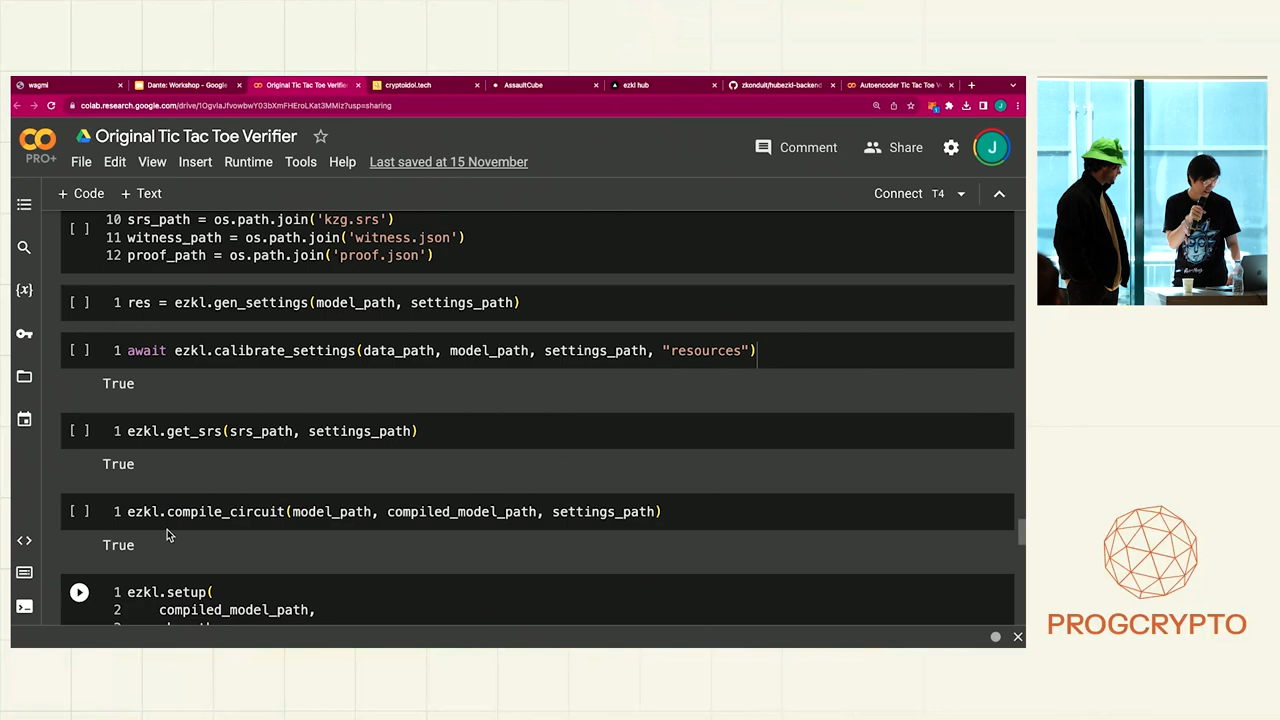 wagmi
Dante: Workshop - Google
Original Tic Tac Toe Verifier
cryptoidol.tech
AssaultCube
ezkl hub
zkonduit/hubezkl-backend
Autoencoder Tic Tac Toe Ve
colab.research.google.com/drive/1OgvlaJfvowbwY03bXmFHEroLKat3MMiz?usp=sharing
Original Tic Tac Toe Verifier
PRO+
File Edit View Insert Runtime Tools Help Last saved at 15 November
Comment Share J
+ Code + Text
Connect T4
[ ] 10 srs_path = os.path.join('kzg.srs')
11 witness_path = os.path.join('witness.json')
12 proof_path = os.path.join('proof.json')
[ ] 1 res = ezkl.gen_settings(model_path, settings_path)
[ ] 1 await ezkl.calibrate_settings(data_path, model_path, settings_path, "resources")
True
[ ] 1 ezkl.get_srs(srs_path, settings_path)
True
[ ] 1 ezkl.compile_circuit(model_path, compiled_model_path, settings_path)
True
1 ezkl.setup(
2 compiled_model_path,
PROGCRYPTO